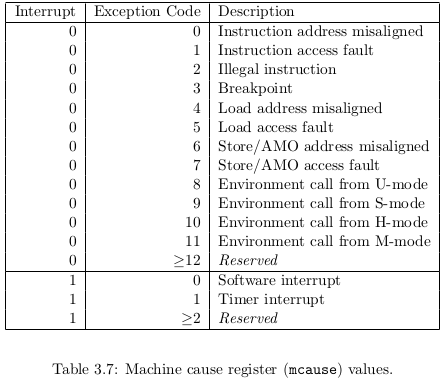 Interrupt Exception Code Description
0 0 Instruction address misaligned
0 1 Instruction access fault
0 2 Illegal instruction
0 3 Breakpoint
0 4 Load address misaligned
0 5 Load access fault
0 6 Store/AMO address misaligned
0 7 Store/AMO access fault
0 8 Environment call from U-mode
0 9 Environment call from S-mode
0 10 Environment call from H-mode
0 11 Environment call from M-mode
0 ≥12 Reserved
1 0 Software interrupt
1 1 Timer interrupt
1 ≥2 Reserved
Table 3.7: Machine cause register (mcause) values.